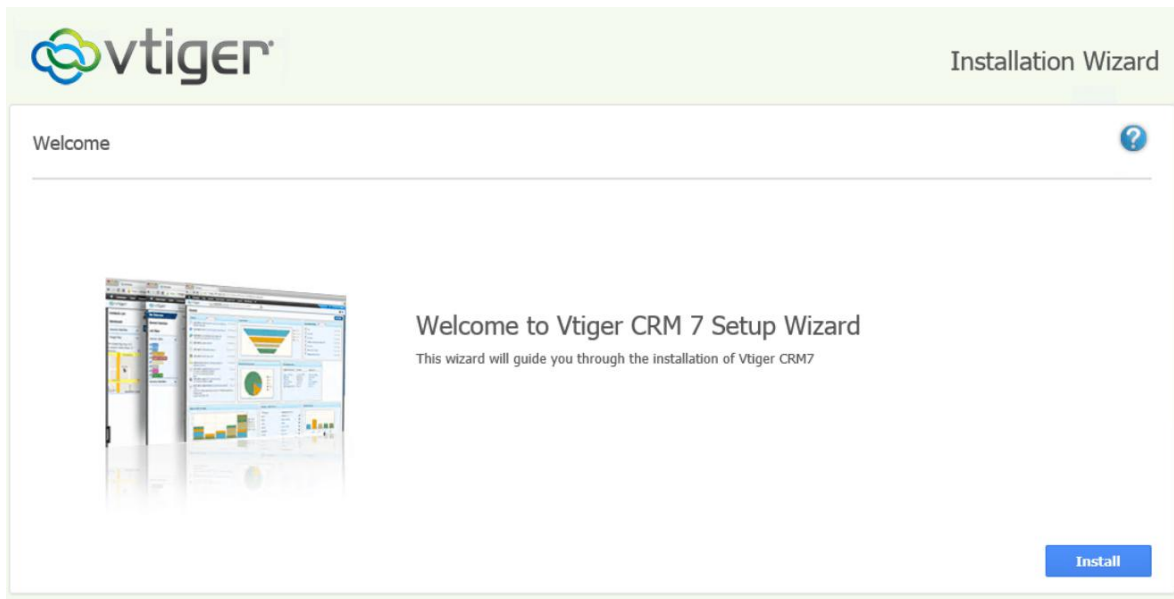 vtiger
Installation Wizard
Welcome
Welcome to Vtiger CRM 7 Setup Wizard
This wizard will guide you through the installation of Vtiger CRM7
Install